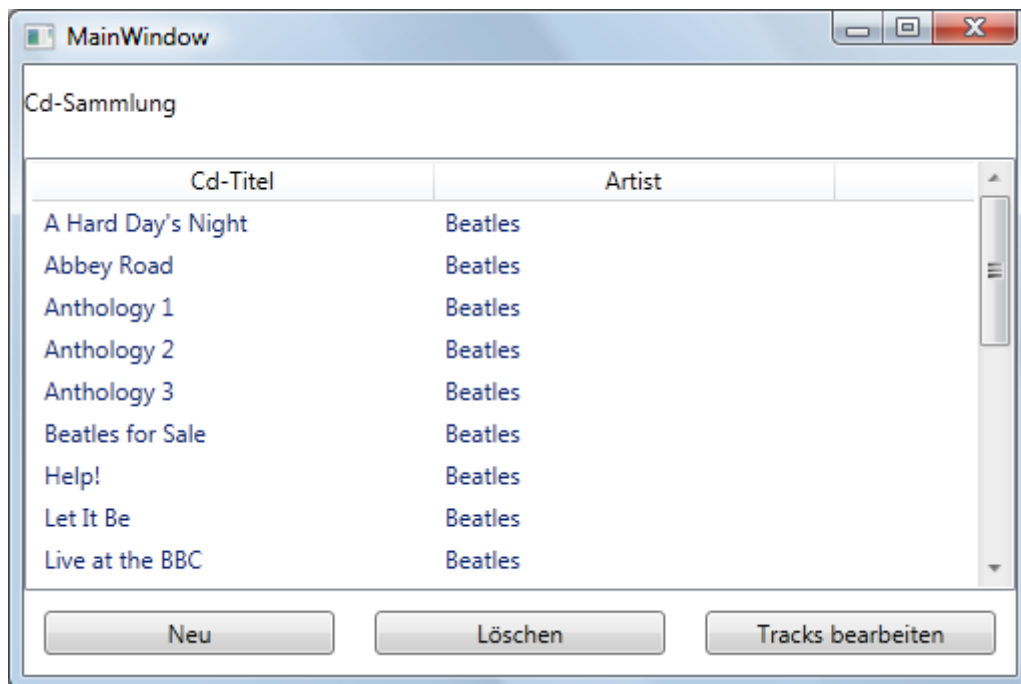 MainWindow
Cd-Sammlung
Cd-Titel Artist
A Hard Day's Night Beatles
Abbey Road Beatles
Anthology 1 Beatles
Anthology 2 Beatles
Anthology 3 Beatles
Beatles for Sale Beatles
Help! Beatles
Let It Be Beatles
Live at the BBC Beatles
Neu Löschen Tracks bearbeiten